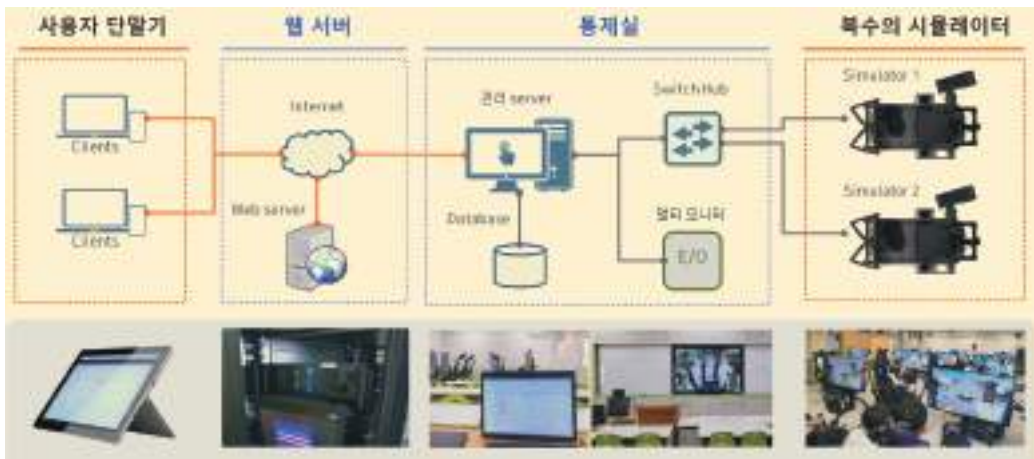 사용자 단말기
웹 서버
통제실
복수의 시뮬레이터
Clients
Clients
Internet
Web server
관리 server
Database
Switch Hub
멀티 모니터
E/O
Simulator 1
Simulator 2